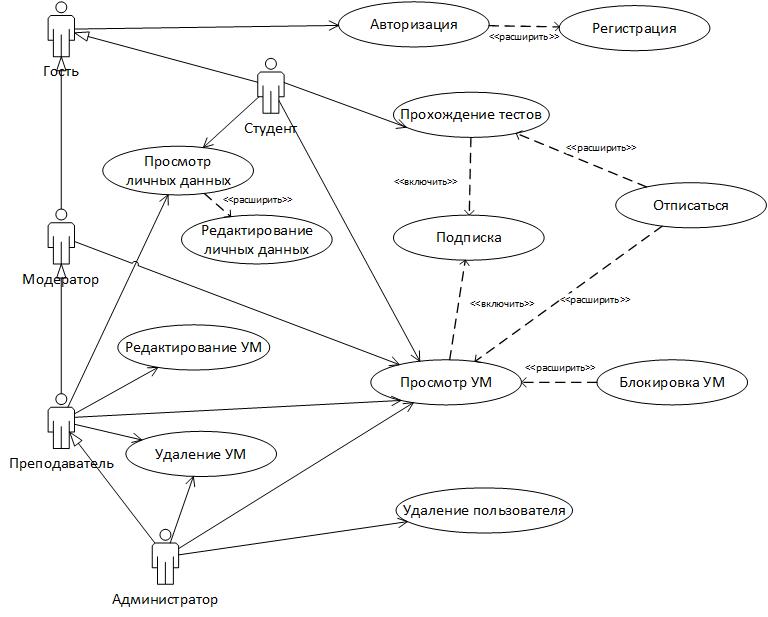 Авторизация
Регистрация
<<расширить>>
Гость
Студент
Прохождение тестов
<<расширить>>
Просмотр
личных данных
<<включить>>
<<расширить>>
Отписаться
Редактирование
личных данных
Подписка
Модератор
<<включить>>
<<расширить>>
Редактирование УМ
<<расширить>>
Просмотр УМ
Блокировка УМ
Преподаватель
Удаление УМ
Удаление пользователя
Администратор